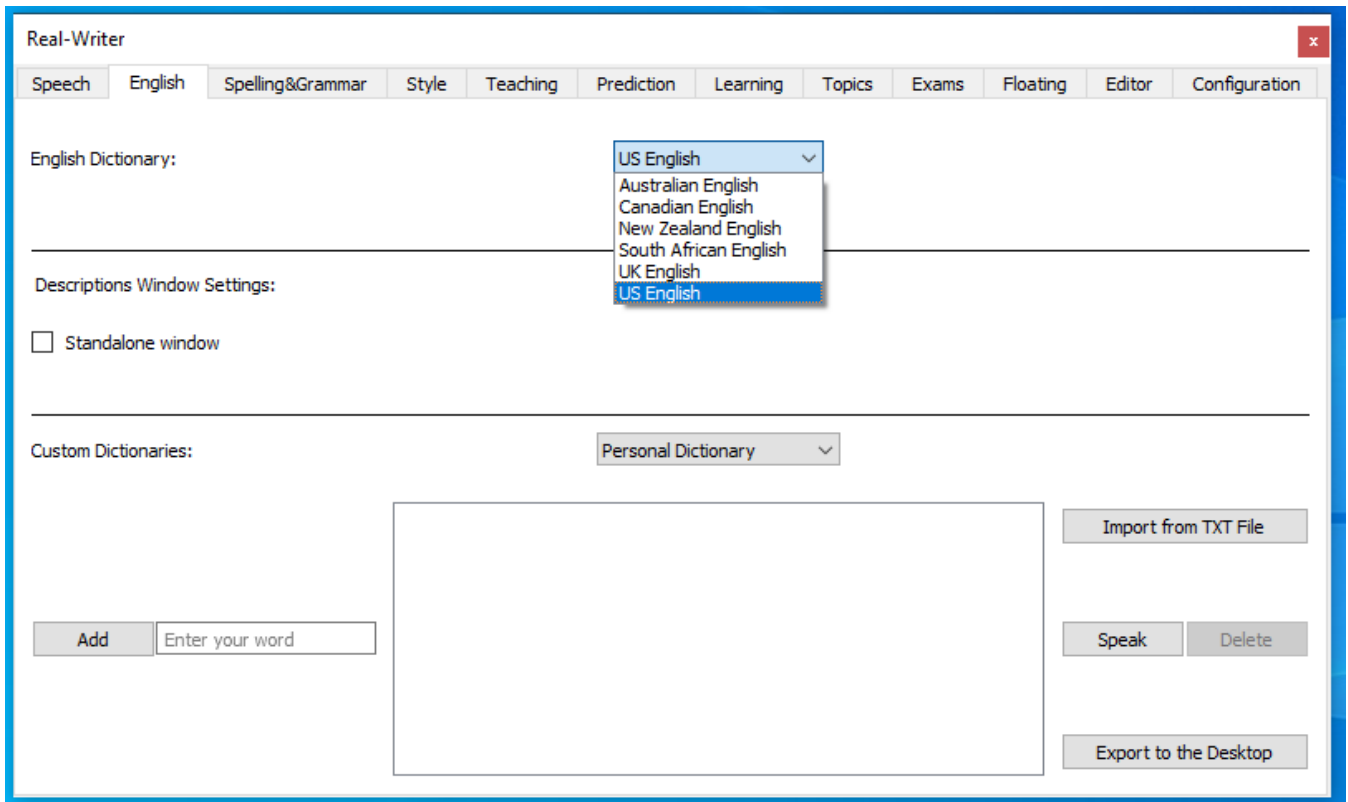 Real-Writer
x
Speech English Spelling&Grammar Style Teaching Prediction Learning Topics Exams Floating Editor Configuration
English Dictionary:
US English
Australian English
Canadian English
New Zealand English
South African English
UK English
US English
Descriptions Window Settings:
Standalone window
Custom Dictionaries:
Personal Dictionary
Import from TXT File
Add Enter your word
Speak Delete
Export to the Desktop